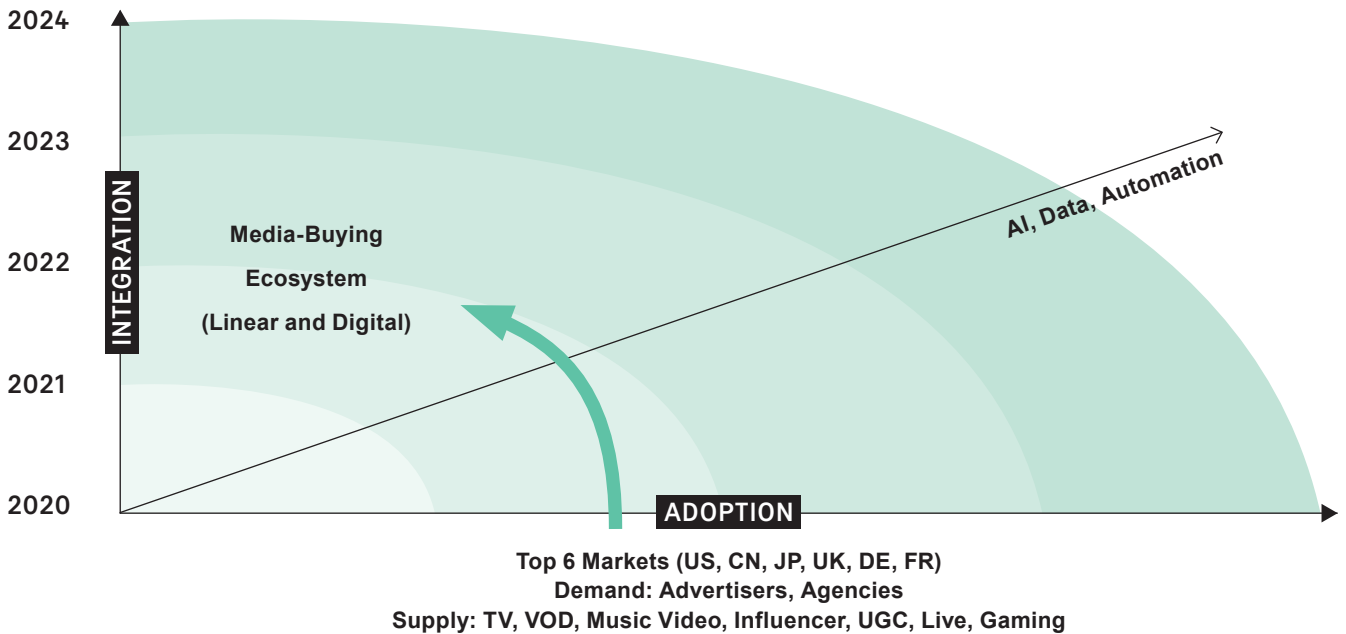 2024
2023
2022
2021
2020
INTEGRATION
Media-Buying
Ecosystem
(Linear and Digital)
AI, Data, Automation
ADOPTION
Top 6 Markets (US, CN, JP, UK, DE, FR)
Demand: Advertisers, Agencies
Supply: TV, VOD, Music Video, Influencer, UGC, Live, Gaming